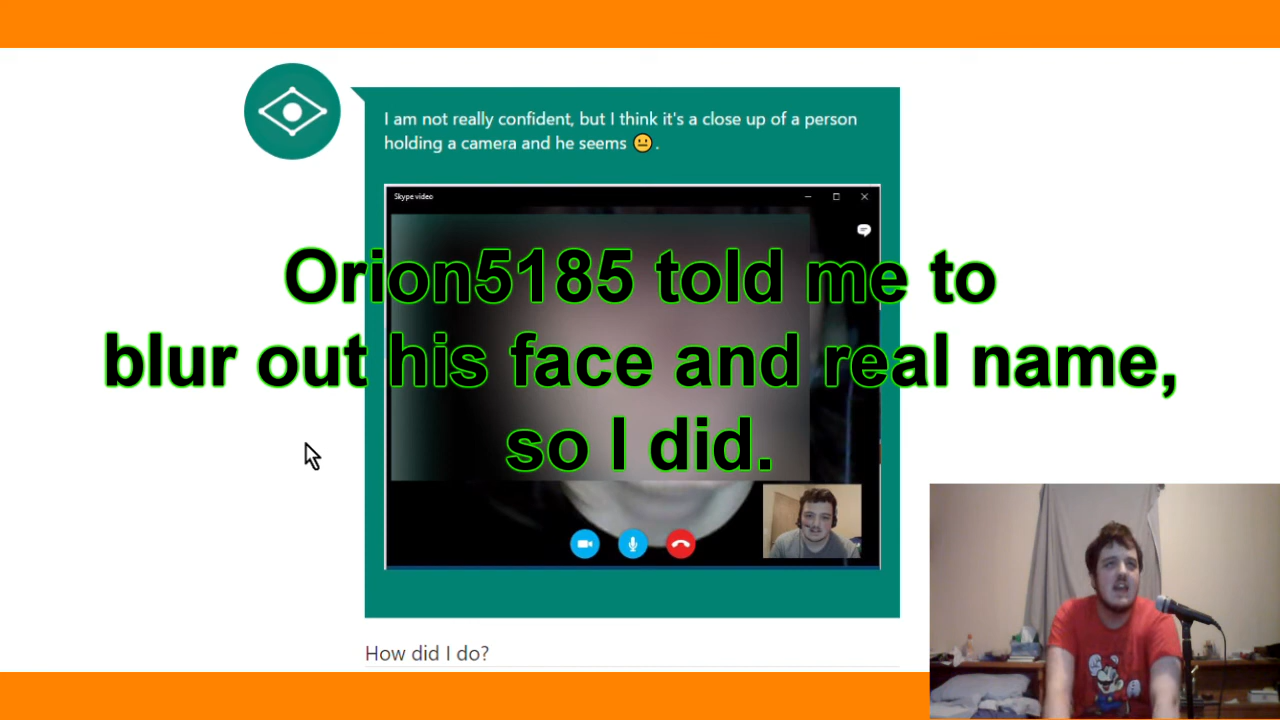 I am not really confident, but I think it's a close up of a person
holding a camera and he seems 😐.
Skype video
Orion5185 told me to
blur out his face and real name,
so I did.
How did I do?